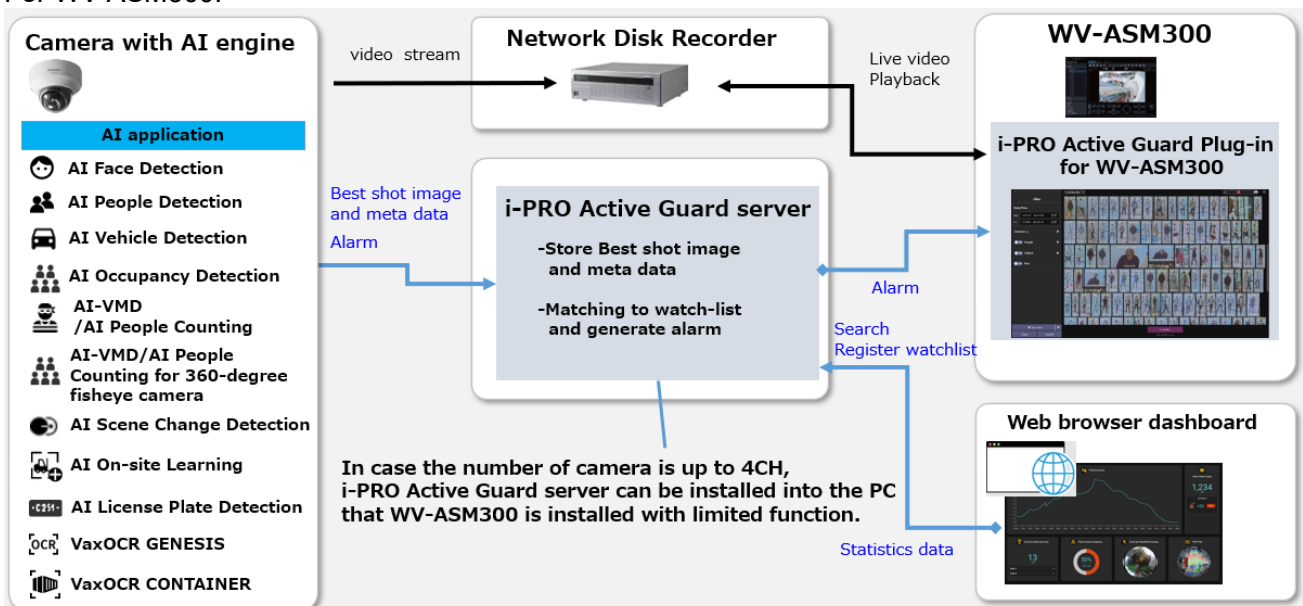 For WV-ASM300:
Camera with AI engine
AI application
AI Face Detection
AI People Detection
AI Vehicle Detection
AI Occupancy Detection
AI-VMD
/AI People Counting
AI-VMD/AI People
Counting for 360-degree
fisheye camera
AI Scene Change Detection
AI On-site Learning
AI License Plate Detection
OCR
VaxOCR GENESIS
VaxOCR CONTAINER
video stream
Network Disk Recorder
Live video
Playback
WV-ASM300
i-PRO Active Guard Plug-in
for WV-ASM300
Best shot image
and meta data
Alarm
i-PRO Active Guard server
-Store Best shot image
and meta data
-Matching to watch-list
and generate alarm
Alarm
Search
Register watchlist
In case the number of camera is up to 4CH,
i-PRO Active Guard server can be installed into the PC
that WV-ASM300 is installed with limited function.
Statistics data
Web browser dashboard
1,234
13